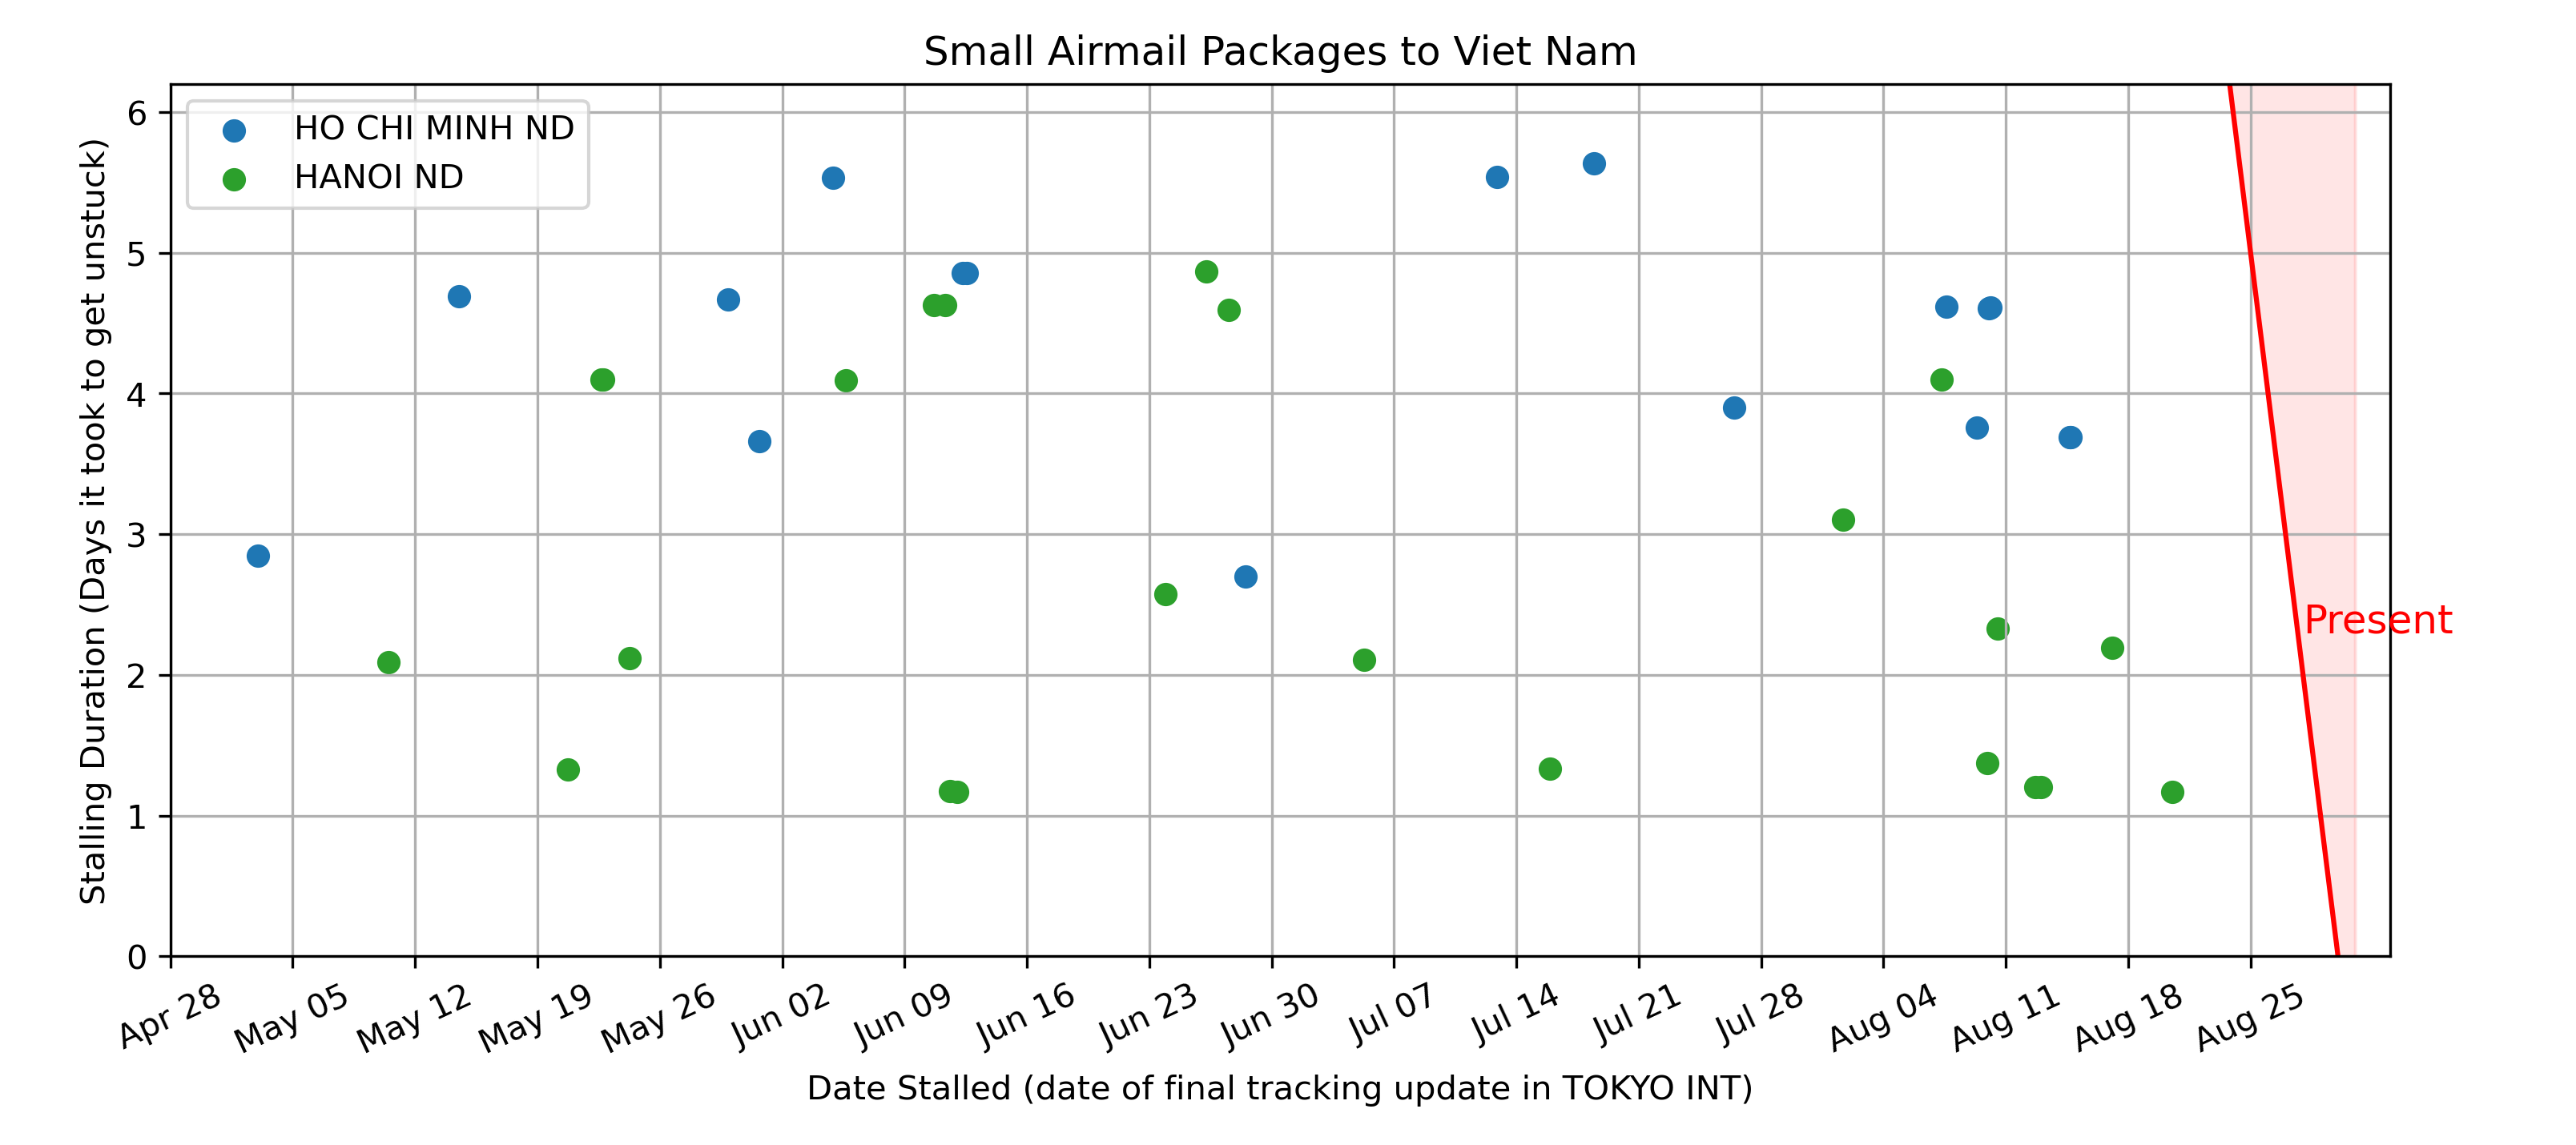 Small Airmail Packages to Viet Nam
HO CHI MINH ND
HANOI ND
Stalling Duration (Days it took to get unstuck)
6
5
4
3
2
1
0
Present
Apr 28
May 05
May 12
May 19
May 26
Jun 02
Jun 09
Jun 16
Jun 23
Jun 30
Jul 07
Jul 14
Jul 21
Jul 28
Aug 04
Aug 11
Aug 18
Aug 25
Date Stalled (date of final tracking update in TOKYO INT)